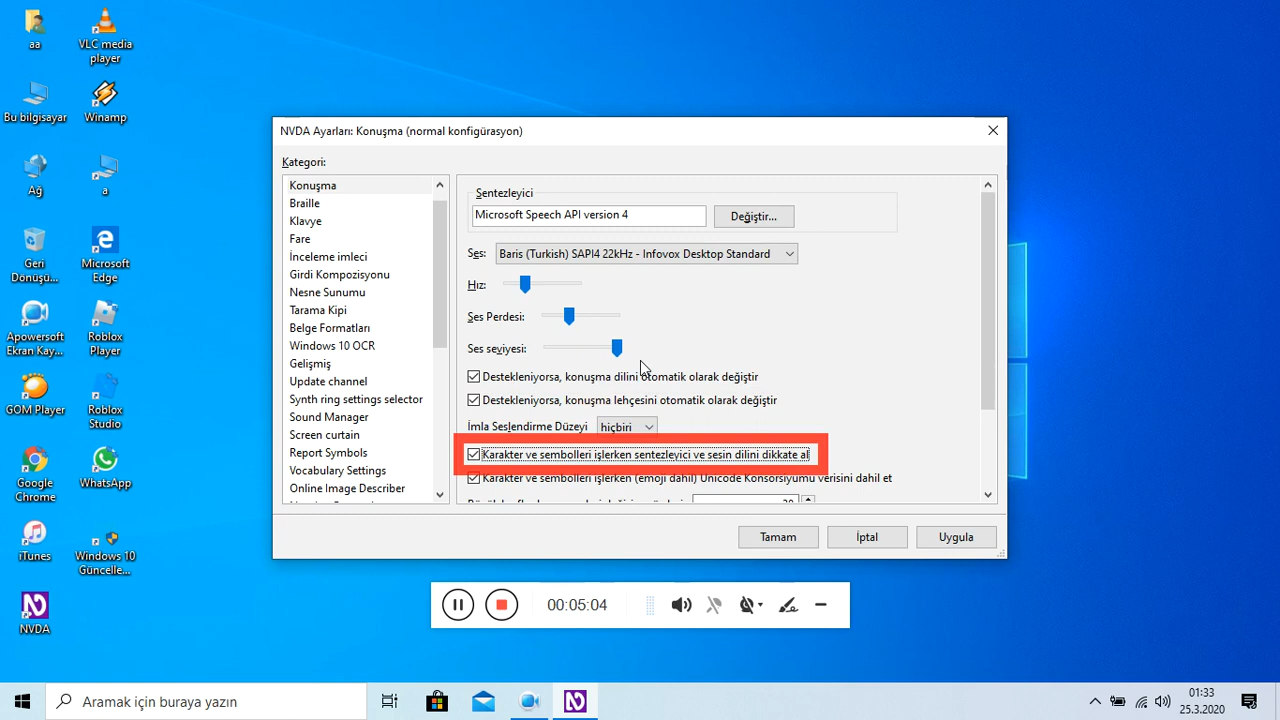 aa
VLC media player
Bu bilgisayar
Winamp
Ağ
a
Geri Dönüşü...
Microsoft Edge
Apowersoft Ekran Kay...
Roblox Player
GOM Player
Roblox Studio
Google Chrome
WhatsApp
iTunes
Windows 10 Güncelle...
NVDA
NVDA Ayarları: Konuşma (normal konfigürasyon)
Kategori:
Konuşma
Braille
Klavye
Fare
İnceleme imleci
Girdi Kompozisyonu
Nesne Sunumu
Tarama Kipi
Belge Formatları
Windows 10 OCR
Gelişmiş
Update channel
Synth ring settings selector
Sound Manager
Screen curtain
Report Symbols
Vocabulary Settings
Online Image Describer
Sentezleyici
Microsoft Speech API version 4
Değiştir...
Ses:
Baris (Turkish) SAPI4 22kHz - Infovox Desktop Standard
Hız:
Ses Perdesi:
Ses seviyesi:
Destekleniyorsa, konuşma dilini otomatik olarak değiştir
Destekleniyorsa, konuşma lehçesini otomatik olarak değiştir
İmla Seslendirme Düzeyi
hiçbiri
Karakter ve sembolleri işlerken sentezleyici ve sesin dilini dikkate al
Karakter ve sembolleri işlerken (emoji dahil) Unicode Konsorsiyumu verisini dahil et
Tamam
İptal
Uygula
00:05:04
Aramak için buraya yazın
01:33
25.3.2020